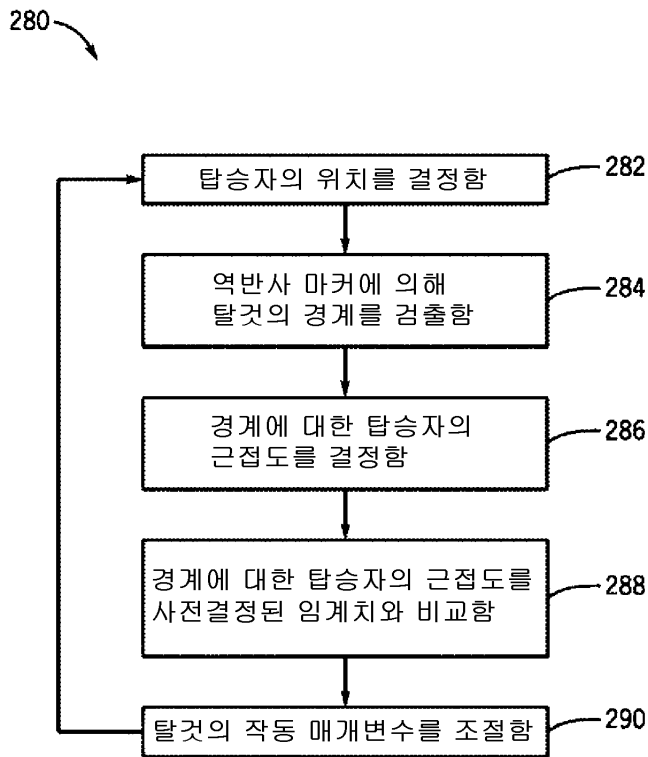 280
탑승자의 위치를 결정함
282
역반사 마커에 의해
탈것의 경계를 검출함
284
경계에 대한 탑승자의
근접도를 결정함
286
경계에 대한 탑승자의 근접도를
사전결정된 임계치와 비교함
288
탈것의 작동 매개변수를 조절함
290